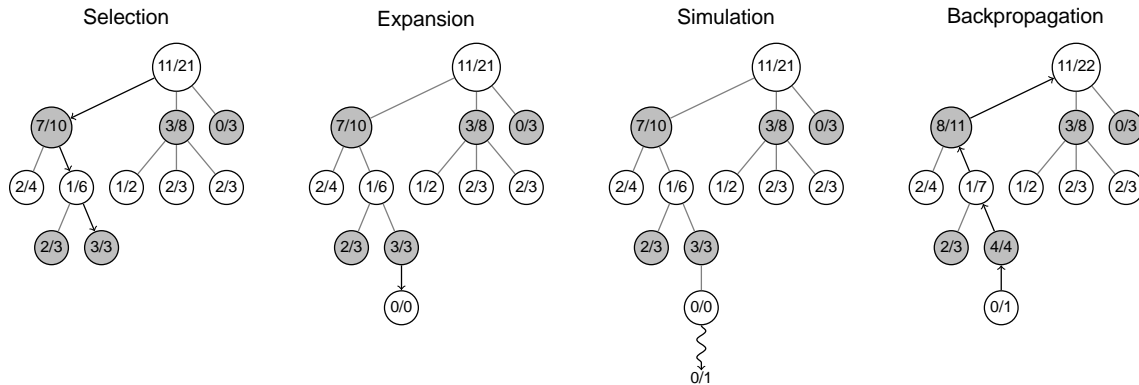 Selection Expansion Simulation Backpropagation
11/21 11/21 11/21 11/22
7/10 3/8 0/3 7/10 3/8 0/3 7/10 3/8 0/3 8/11 3/8 0/3
2/4 1/6 1/2 2/3 2/3 2/4 1/6 1/2 2/3 2/3 2/4 1/6 1/2 2/3 2/3 2/4 1/7 1/2 2/3 2/3
2/3 3/3 2/3 3/3 2/3 3/3 2/3 4/4
0/0 0/0 0/1
0/1